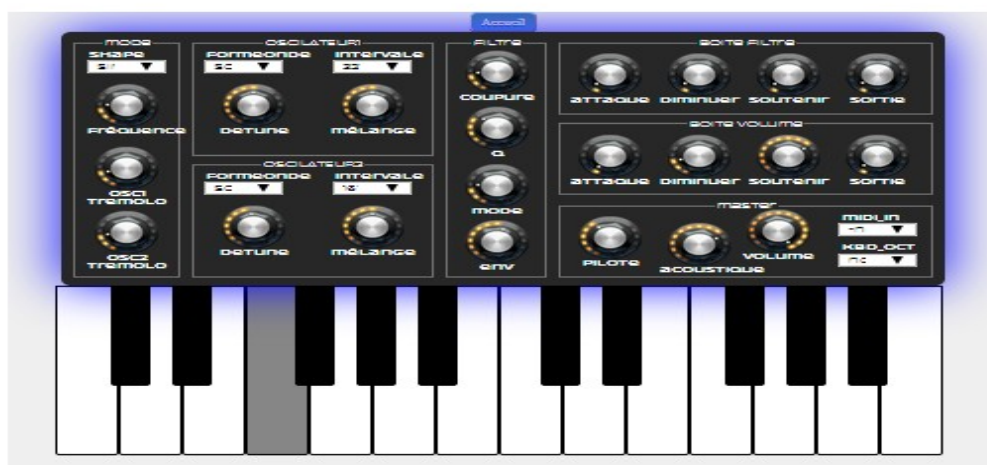 Accueil
MODE
SHAPE
Fréquence
OSC1
TREMOLO
OSC2
TREMOLO
OSCILATEUR1
FORMEONDE INTERVALE
DETUNE mélange
OSCILATEUR2
FORMEONDE INTERVALE
DETUNE mélange
FILTRE
COUPURE
Q
MODE
env
BOITE FILTRE
ATTAQUE DIMINUER SOUTENIR SORTIE
BOITE VOLUME
ATTAQUE DIMINUER SOUTENIR SORTIE
MASTER
PILOTE
ACOUSTIQUE
VOLUME
MIDI_IN
KBD_OCT